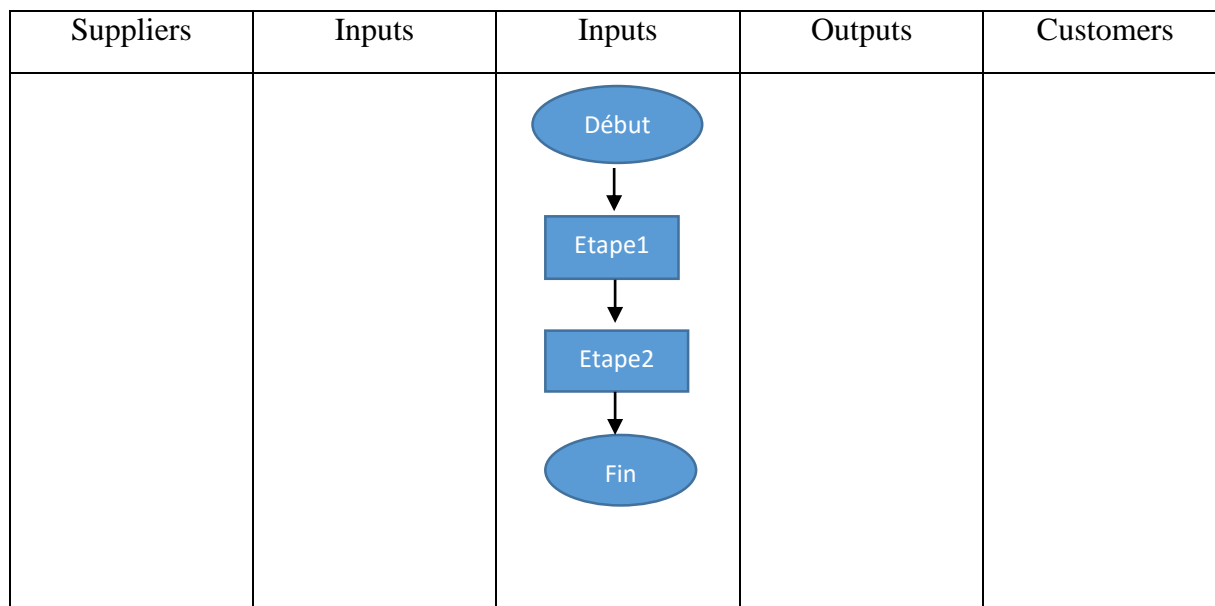 Suppliers
Inputs
Inputs
Outputs
Customers
Début
Etape1
Etape2
Fin